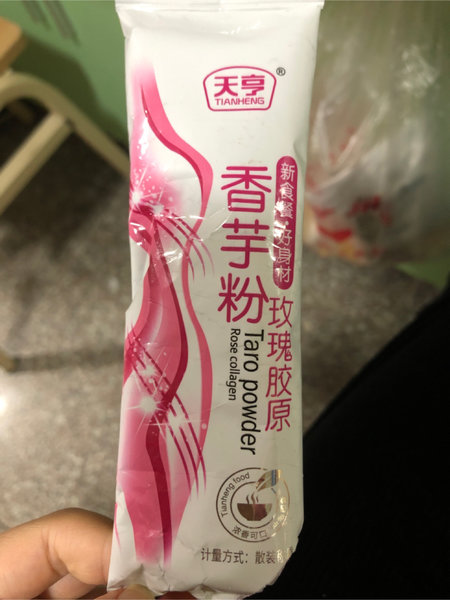 天亨®
TIANHENG
新食餐 好身材
香芋粉
玫瑰胶原
Taro powder
Rose collagen
Tianheng food
浓香可口
计量方式：散装